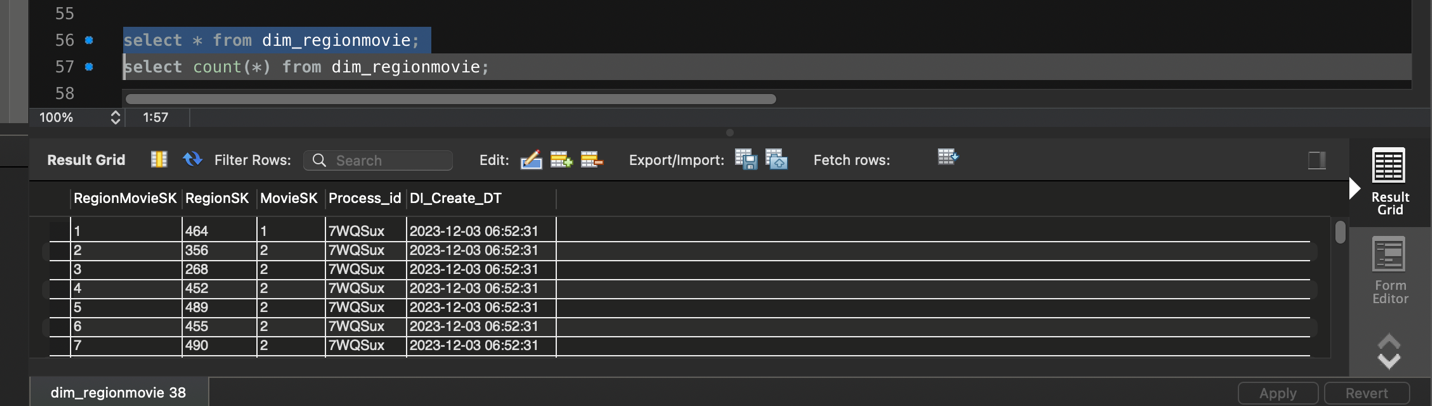 55
56 select * from dim_regionmovie;
57 select count(*) from dim_regionmovie;
58
100% 1:57
Result Grid Filter Rows: Search Edit: Export/Import: Fetch rows:
RegionMovieSK RegionSK MovieSK Process_id DI_Create_DT
1 464 1 7WQSux 2023-12-03 06:52:31
2 356 2 7WQSux 2023-12-03 06:52:31
3 268 2 7WQSux 2023-12-03 06:52:31
4 452 2 7WQSux 2023-12-03 06:52:31
5 489 2 7WQSux 2023-12-03 06:52:31
6 455 2 7WQSux 2023-12-03 06:52:31
7 490 2 7WQSux 2023-12-03 06:52:31
Result
Grid
Form
Editor
dim_regionmovie 38 Apply Revert